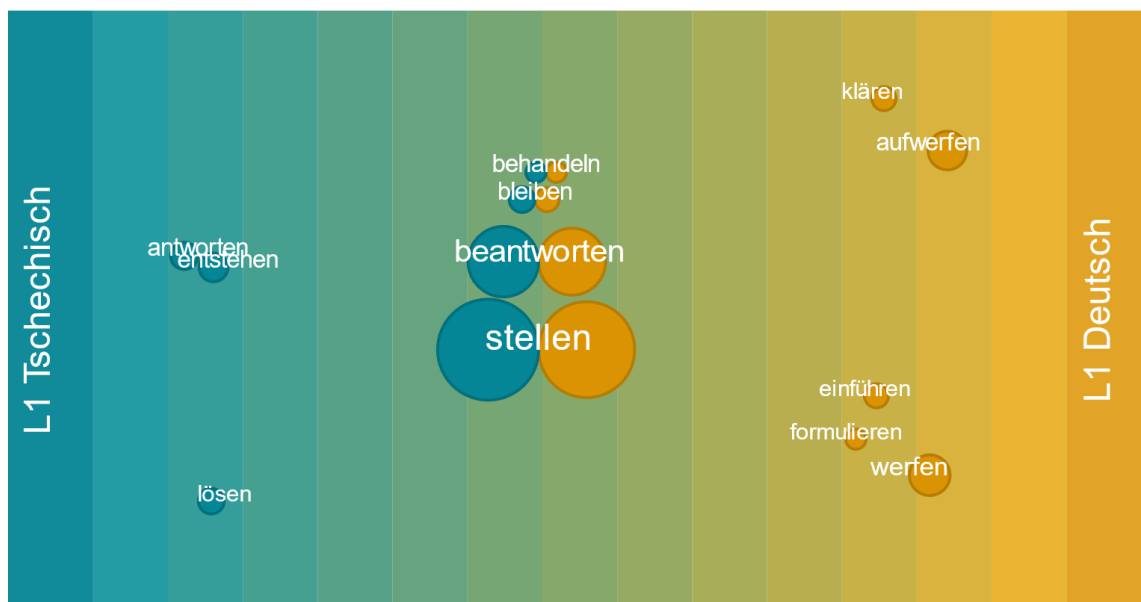 L1 Tschechisch
antworten
entstehen
lösen
behandeln
bleiben
beantworten
stellen
klären
aufwerfen
einführen
formulieren
werfen
L1 Deutsch